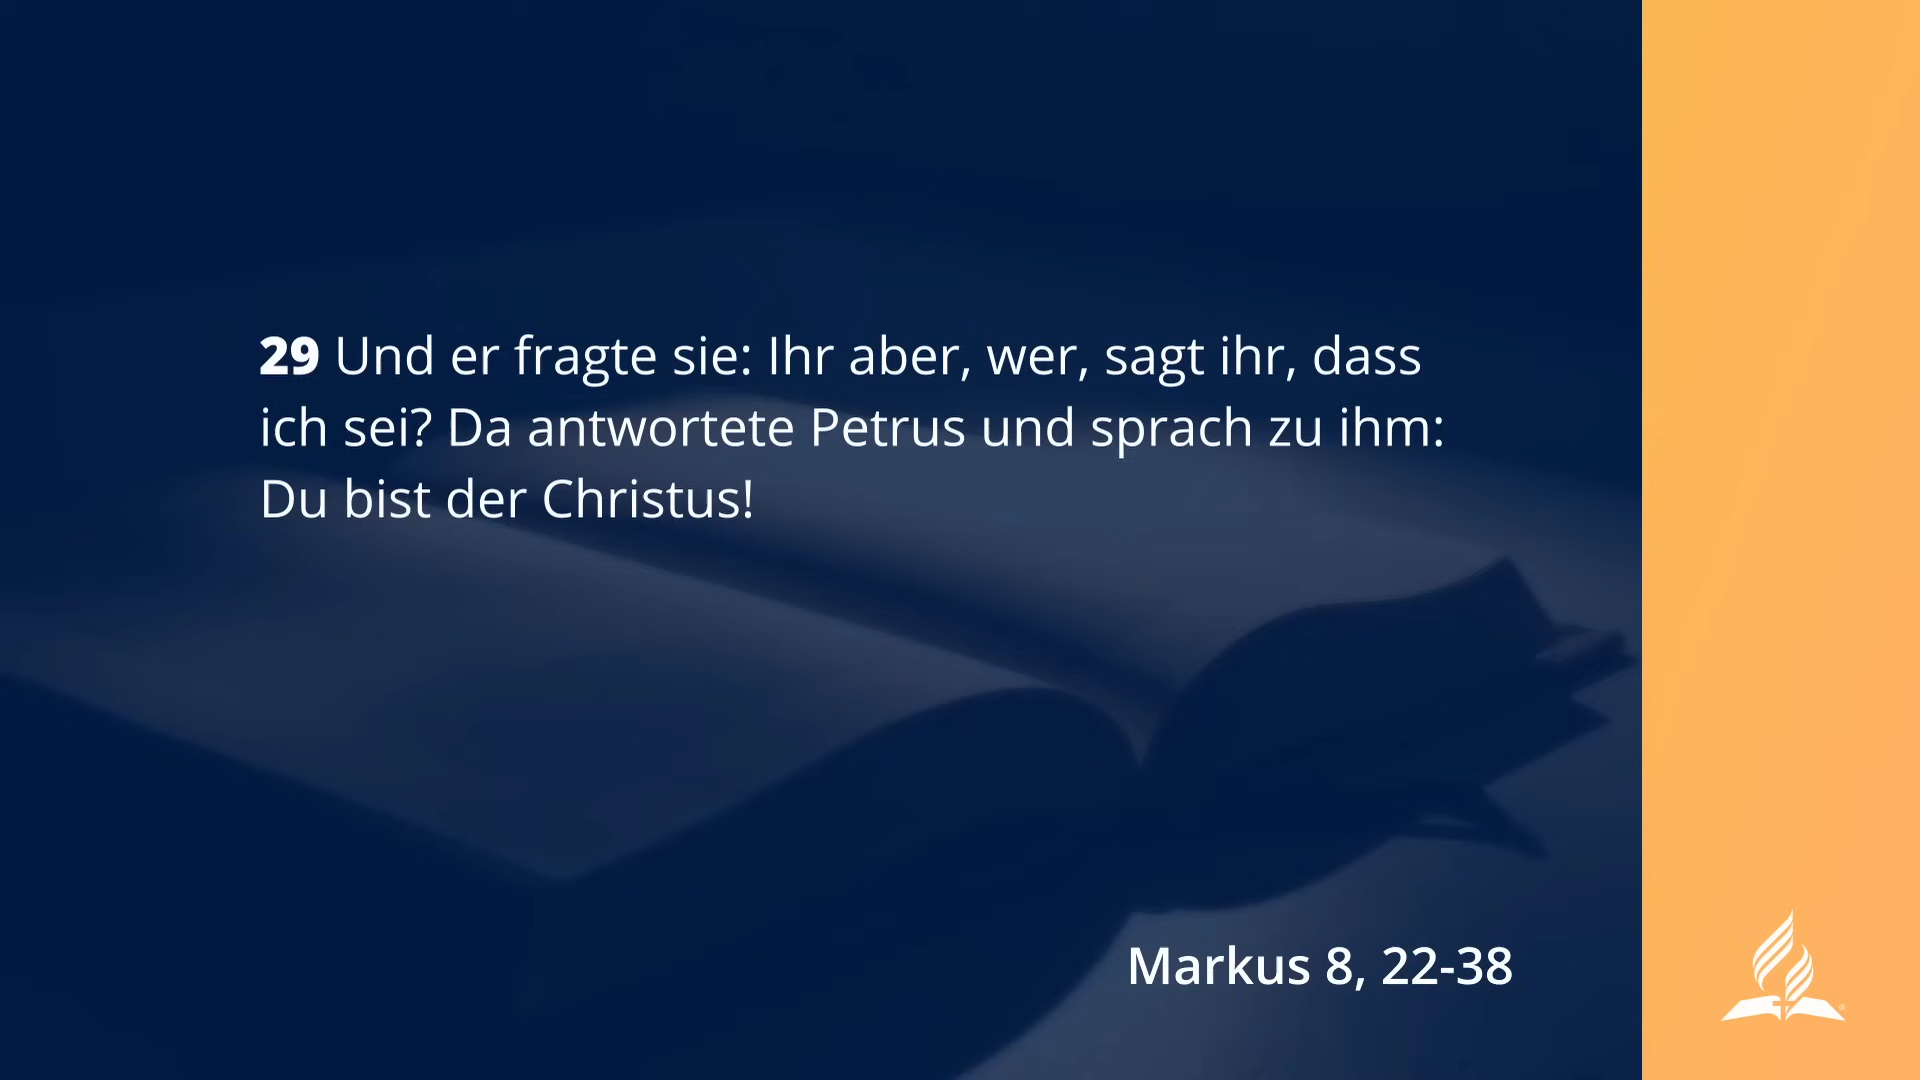 29 Und er fragte sie: Ihr aber, wer, sagt ihr, dass
ich sei? Da antwortete Petrus und sprach zu ihm:
Du bist der Christus!
Markus 8, 22-38